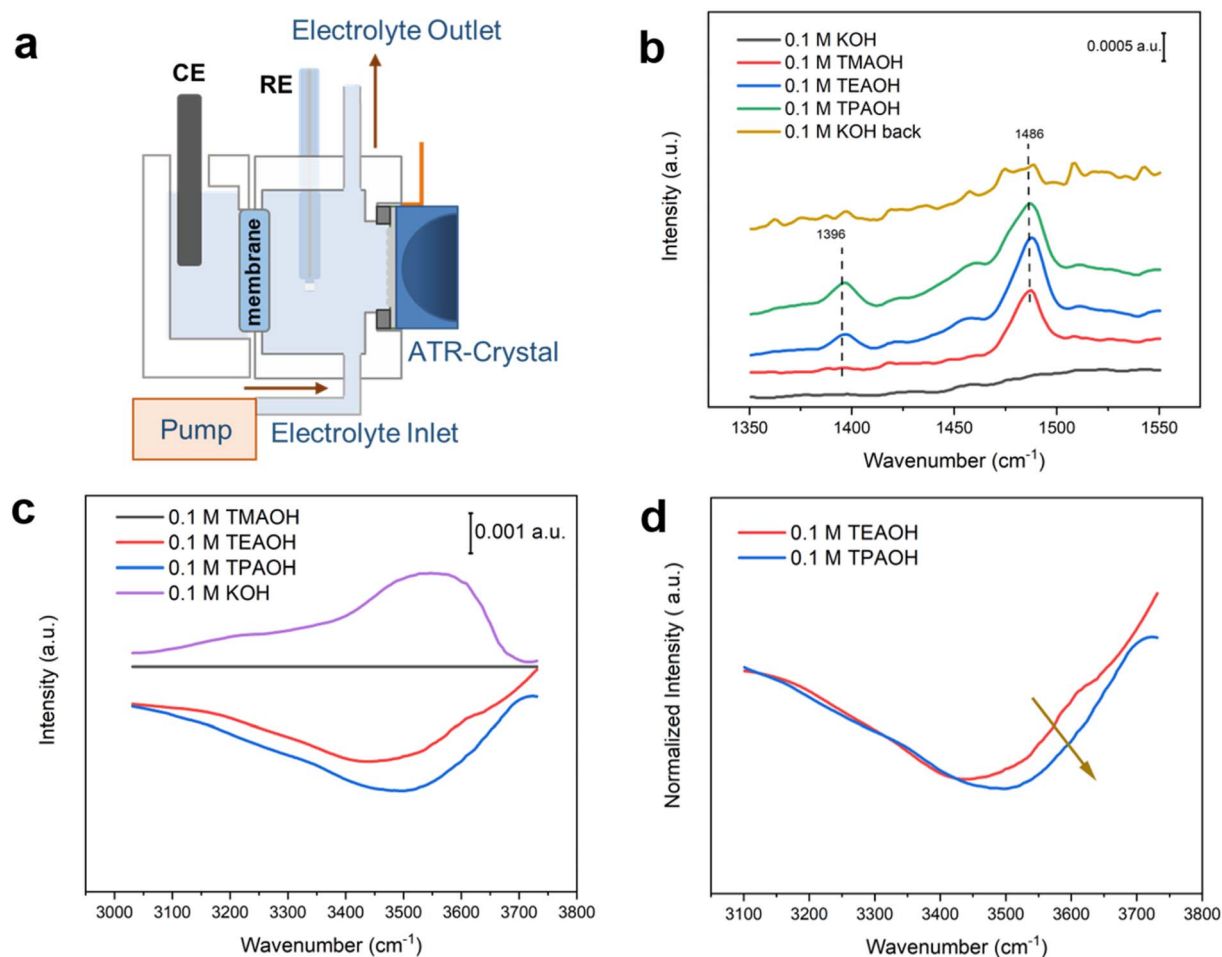 a
Electrolyte Outlet
CE
RE
membrane
ATR-Crystal
Pump
Electrolyte Inlet
b
0.1 M KOH
0.1 M TMAOH
0.1 M TEAOH
0.1 M TPAOH
0.1 M KOH back
0.0005 a.u.
1486
1396
Intensity (a.u.)
1350 1400 1450 1500 1550
Wavenumber (cm⁻¹)
c
0.1 M TMAOH
0.1 M TEAOH
0.1 M TPAOH
0.1 M KOH
0.001 a.u.
Intensity (a.u.)
3000 3100 3200 3300 3400 3500 3600 3700 3800
Wavenumber (cm⁻¹)
d
0.1 M TEAOH
0.1 M TPAOH
Normalized Intensity ( a.u.)
3100 3200 3300 3400 3500 3600 3700 3800
Wavenumber (cm⁻¹)